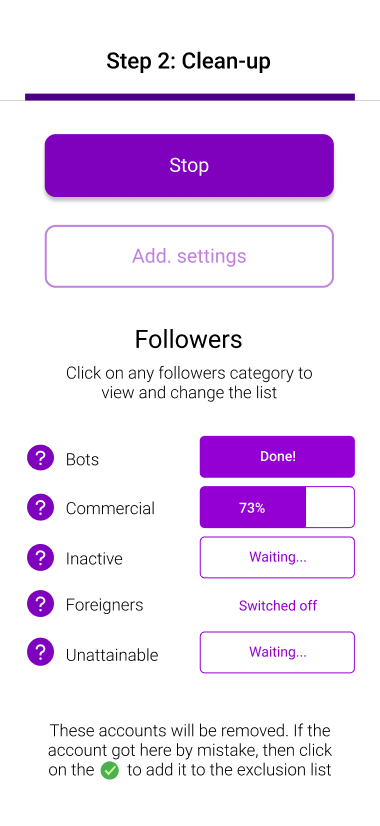 Step 2: Clean-up
Stop
Add. settings
Followers
Click on any followers category to
view and change the list
? Bots Done!
? Commercial 73%
? Inactive Waiting...
? Foreigners Switched off
? Unattainable Waiting...
These accounts will be removed. If the
account got here by mistake, then click
on the to add it to the exclusion list